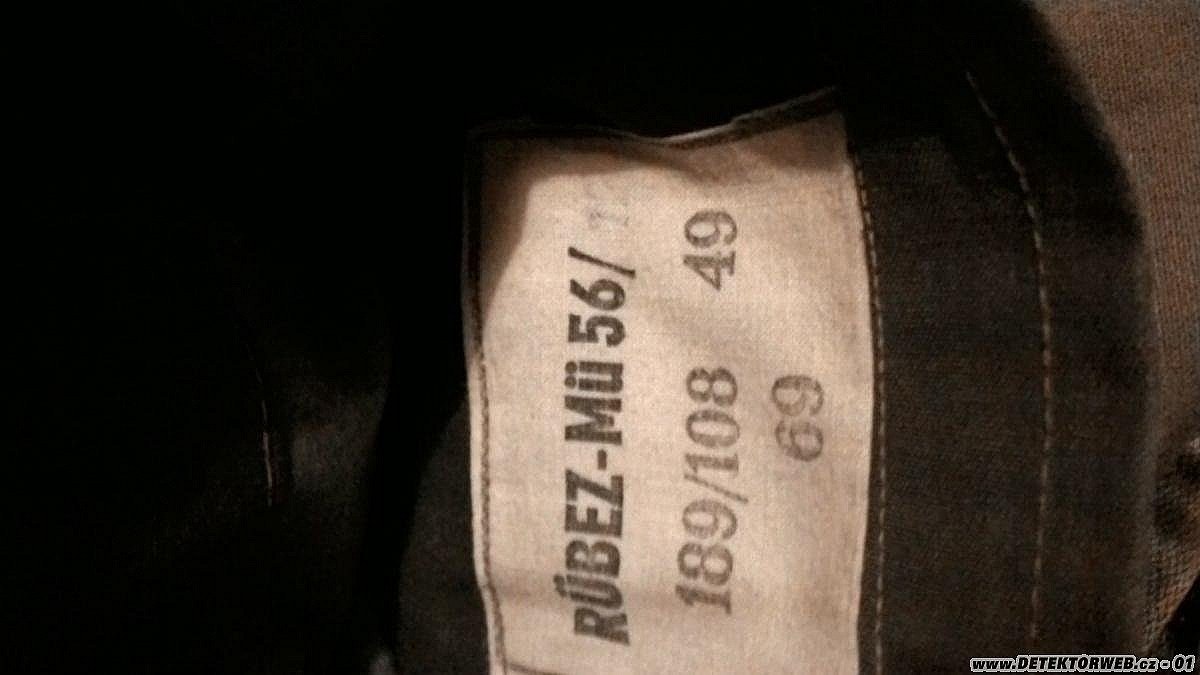 RÜBEZ-Mü 56/
189/108 49
69
www.DETEKTORWEB.cz - 01